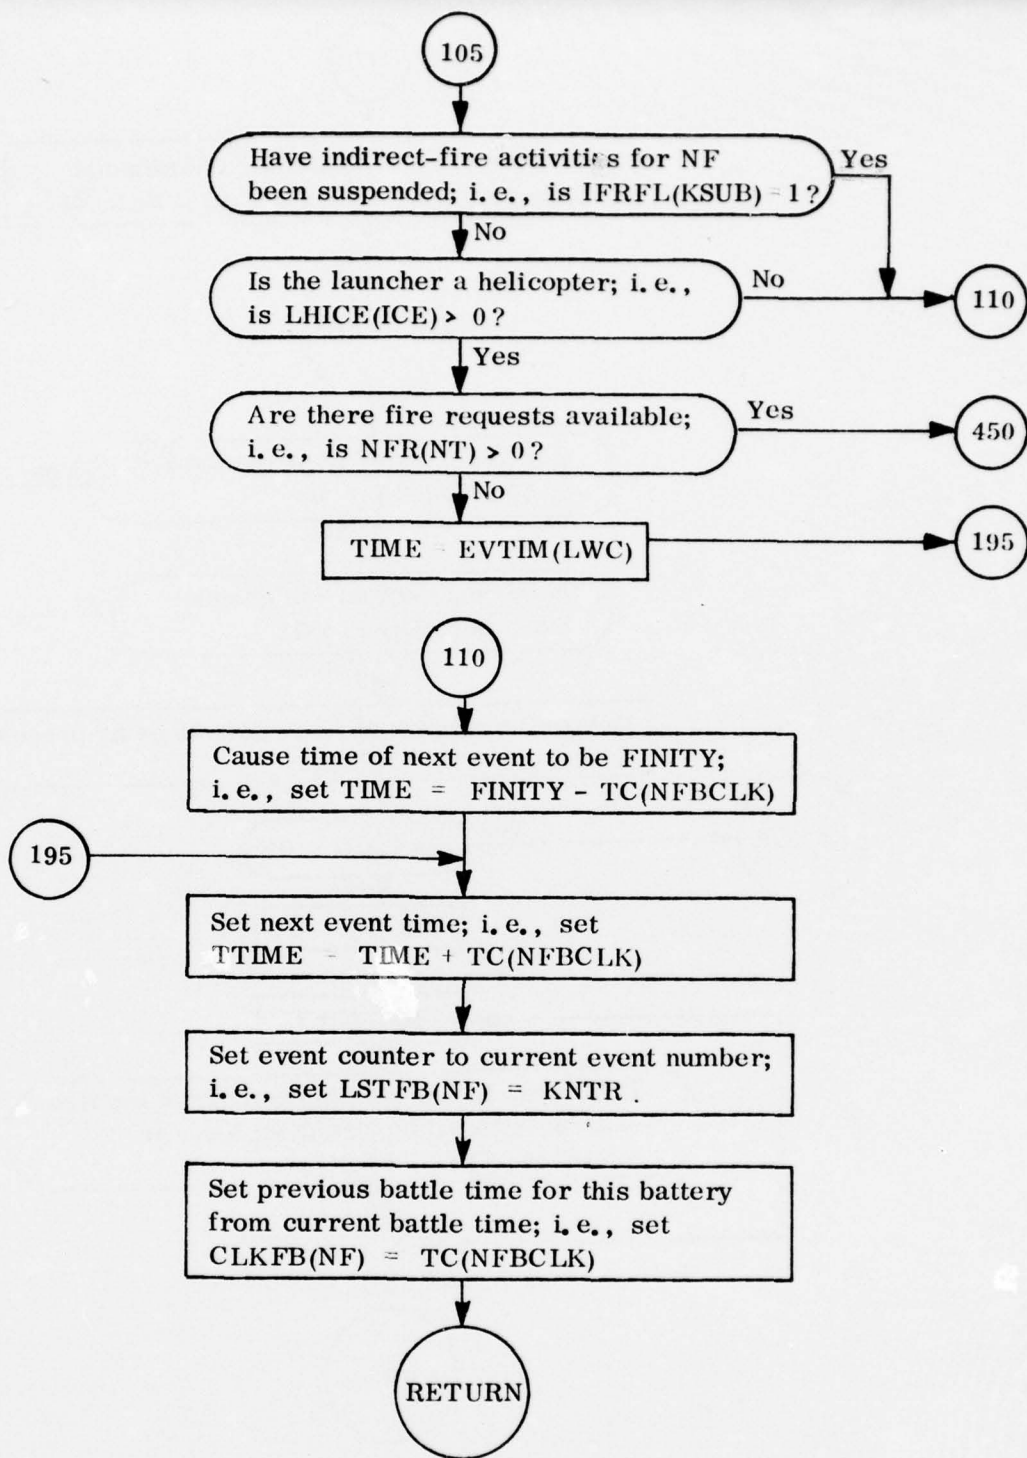 105
Have indirect-fire activities for NF
been suspended; i.e., is IFRFL(KSUB) = 1?
Yes
No
Is the launcher a helicopter; i.e.,
is LHICE(ICE) > 0?
No
110
Yes
Are there fire requests available;
i.e., is NFR(NT) > 0?
Yes
450
No
TIME = EVTIM(LWC)
195
110
Cause time of next event to be FINITY;
i.e., set TIME = FINITY - TC(NFBCLK)
195
Set next event time; i.e., set
TTIME = TIME + TC(NFBCLK)
Set event counter to current event number;
i.e., set LSTFB(NF) = KNTR.
Set previous battle time for this battery
from current battle time; i.e., set
CLKFB(NF) = TC(NFBCLK)
RETURN